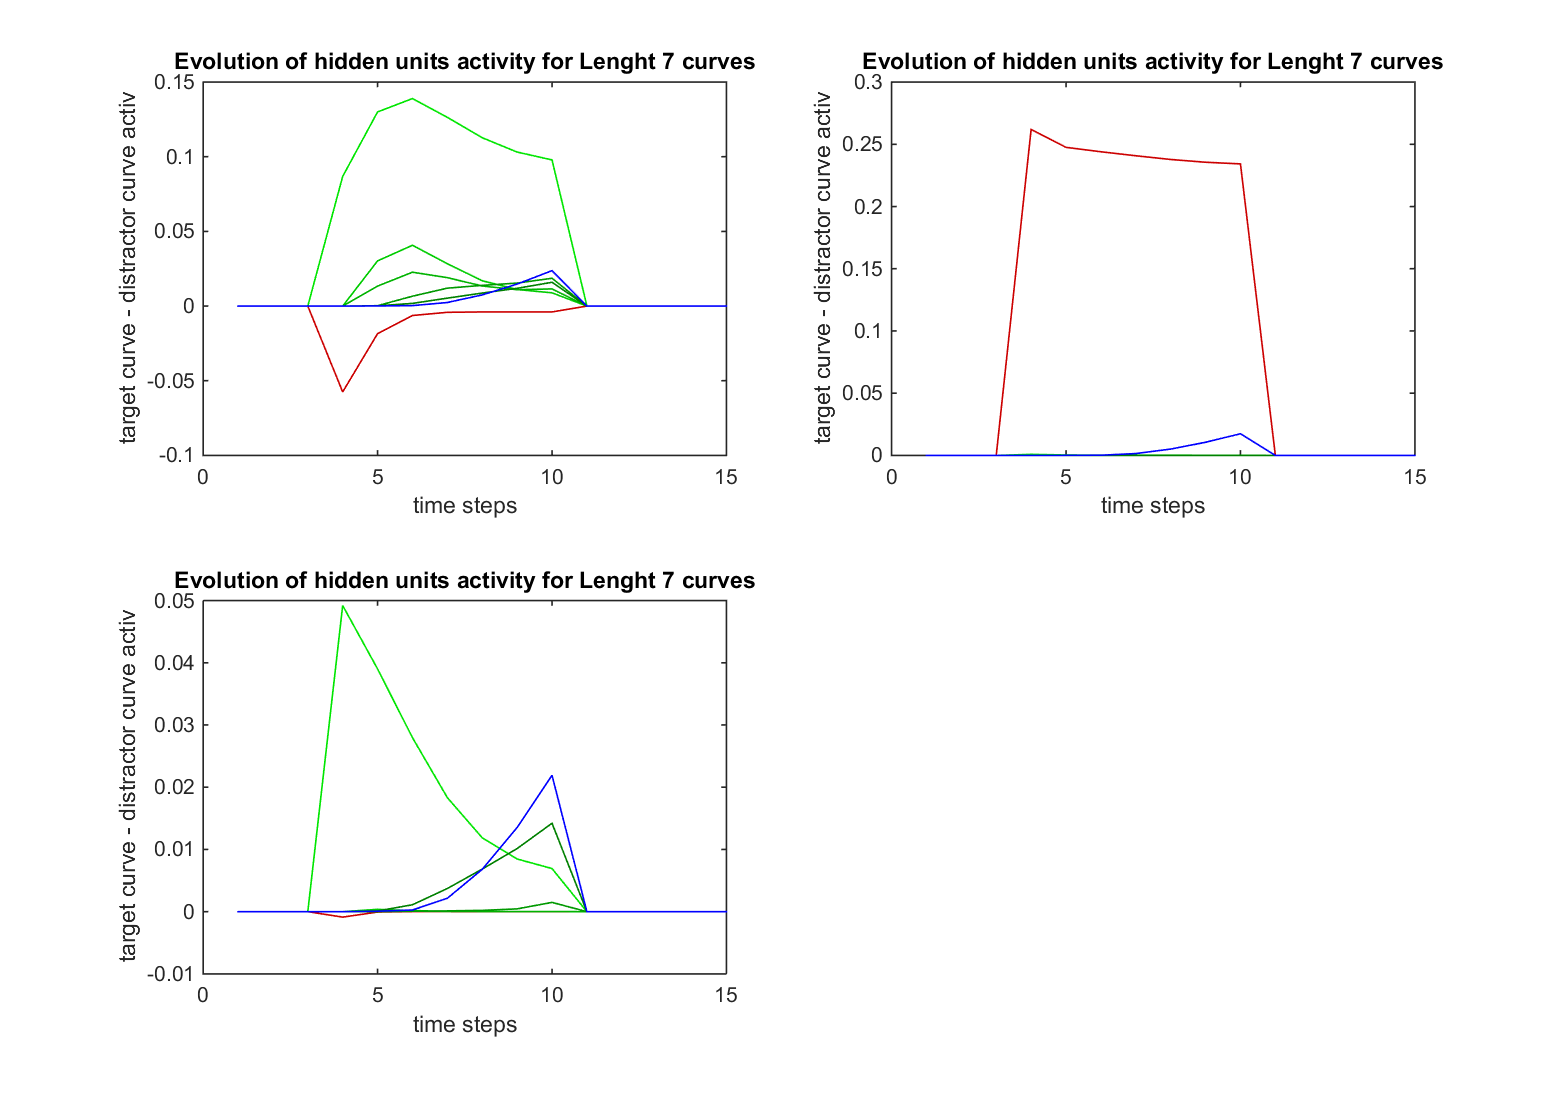 Evolution of hidden units activity for Lenght 7 curves
target curve - distractor curve activ
0.15
0.1
0.05
0
-0.05
-0.1
0 5 10 15
time steps
Evolution of hidden units activity for Lenght 7 curves
target curve - distractor curve activ
0.3
0.25
0.2
0.15
0.1
0.05
0
0 5 10 15
time steps
Evolution of hidden units activity for Lenght 7 curves
target curve - distractor curve activ
0.05
0.04
0.03
0.02
0.01
0
-0.01
0 5 10 15
time steps